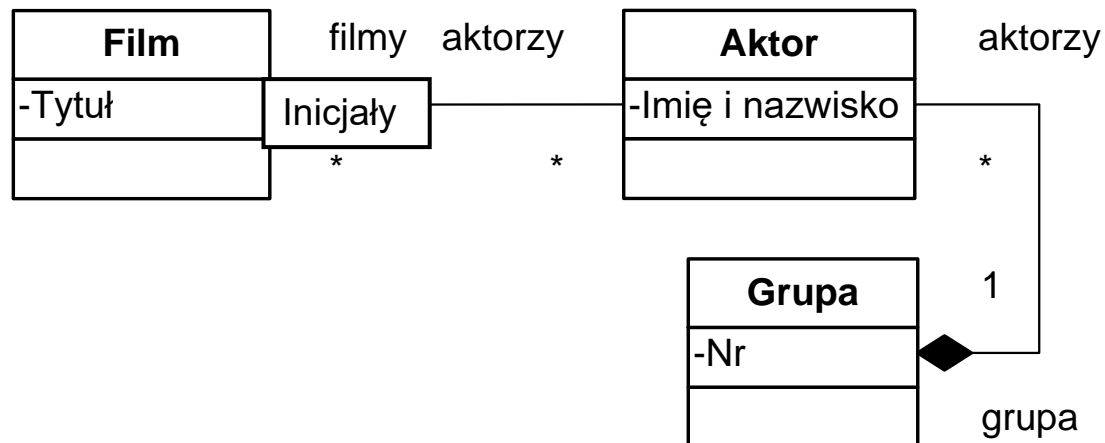 Film filmy aktorzy Aktor aktorzy
-Tytuł Inicjały -Imię i nazwisko
* * *
Grupa 1
-Nr
grupa